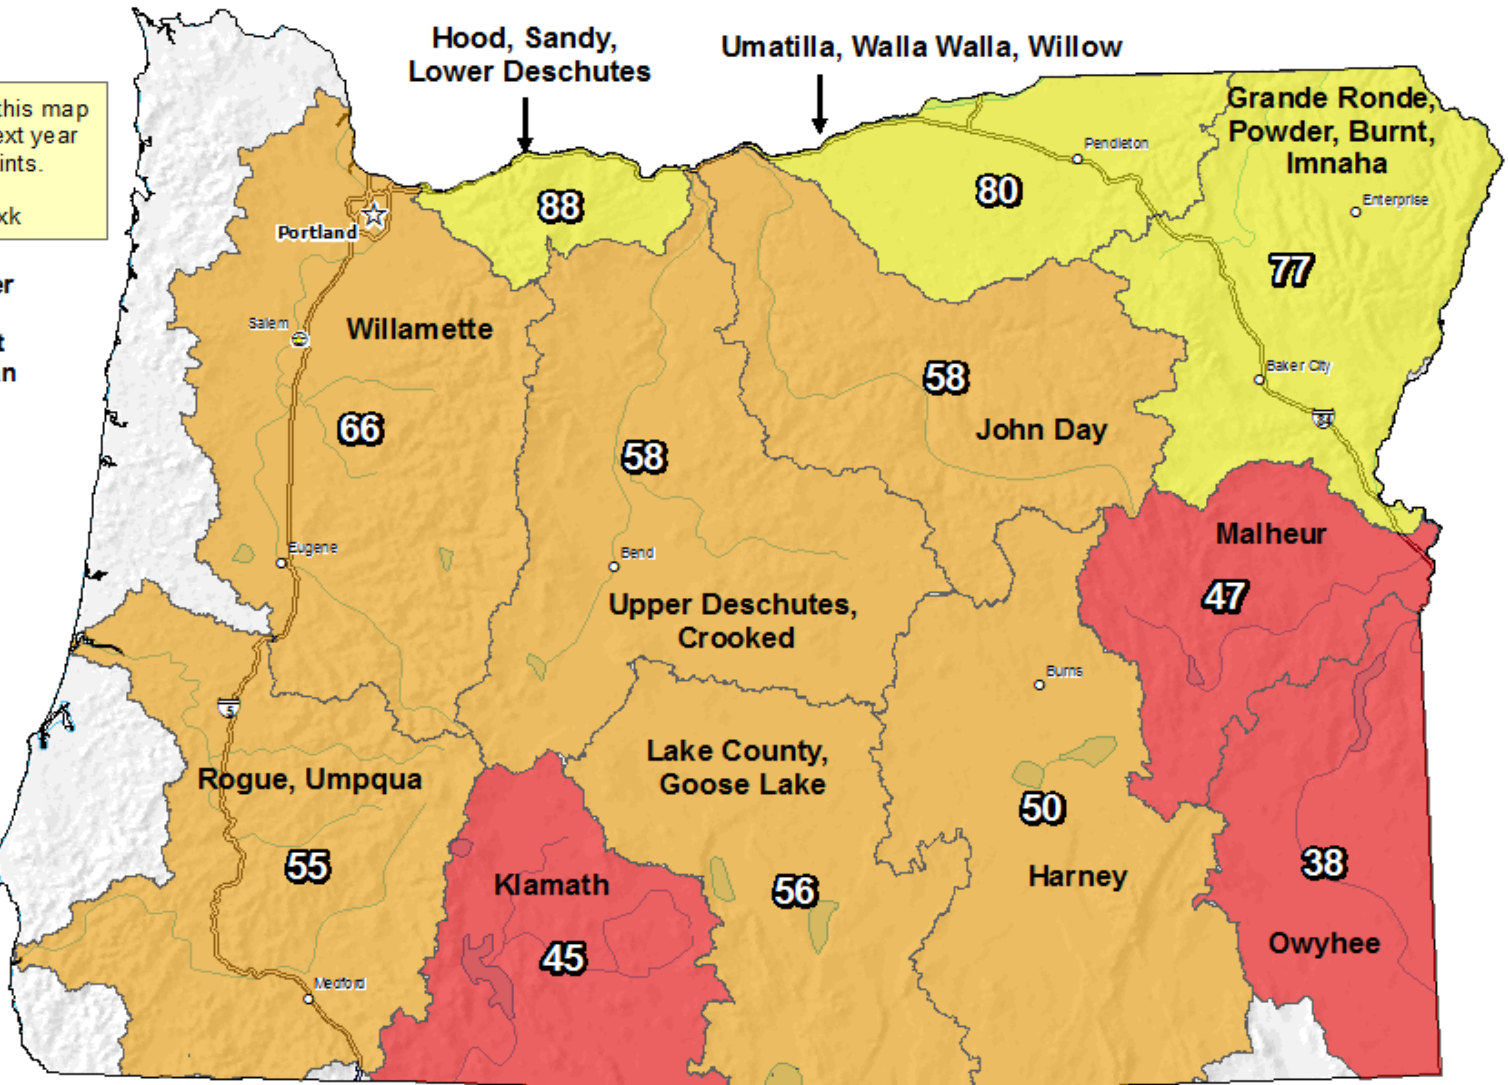 Hood, Sandy,
Lower Deschutes
Umatilla, Walla Walla, Willow
Grande Ronde,
Powder, Burnt,
Imnaha
this map
ext year
ints.
xk
er
t
an
Pendleton
Enterprise
88
80
77
Portland
Salem
Willamette
66
58
58
John Day
Baker City
84
Eugene
Bend
Malheur
47
Upper Deschutes,
Crooked
Burns
5
Rogue, Umpqua
Lake County,
Goose Lake
50
55
Klamath
56
Harney
38
45
Owyhee
Medford